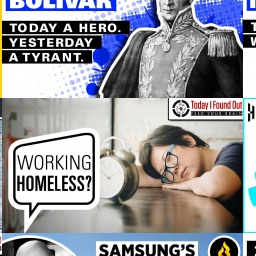 BOLIVAR
TODAY A HERO.
YESTERDAY
A TYRANT.
Today I Found Out
FEED YOUR BRAIN
WORKING
HOMELESS?
SAMSUNG'S